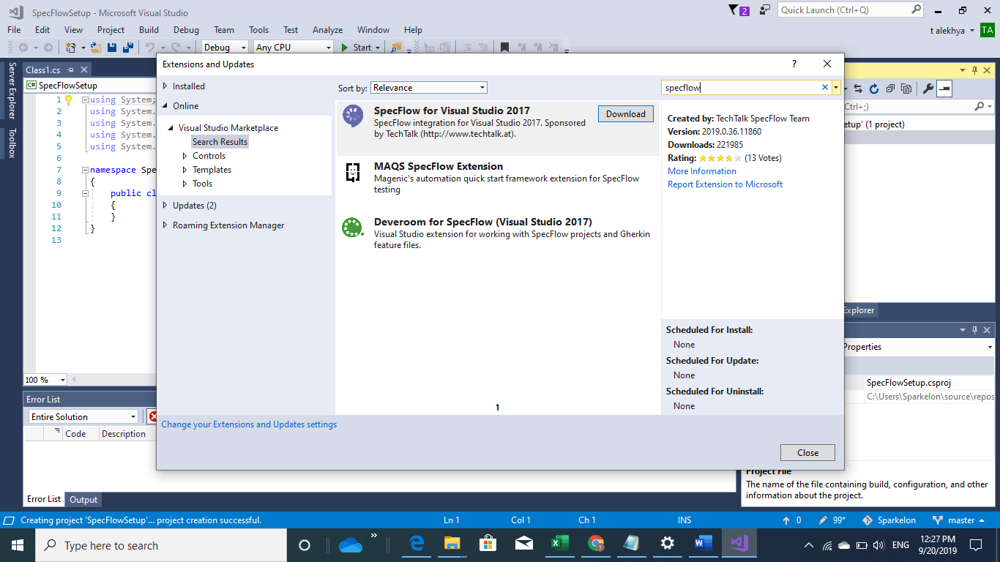 SpecFlowSetup - Microsoft Visual Studio
2
Quick Launch (Ctrl+Q)
File Edit View Project Build Debug Team Tools Test Analyze Window Help
t alekhya
TA
Debug
Any CPU
Start
Server Explorer
Toolbox
Class1.cs
C# SpecFlowSetup
1 using System;
2 using System.
3 using System.
4 using System.
5 using System.
6
7 namespace Spe
8 {
9 public cl
10 {
11 }
12 }
13
100 %
Extensions and Updates
?
Installed
Online
Visual Studio Marketplace
Search Results
Controls
Templates
Tools
Updates (2)
Roaming Extension Manager
Sort by: Relevance
SpecFlow for Visual Studio 2017
SpecFlow integration for Visual Studio 2017. Sponsored
by TechTalk (http://www.techtalk.at).
Download
MAQS SpecFlow Extension
Magenic's automation quick start framework extension for SpecFlow
testing
Deveroom for SpecFlow (Visual Studio 2017)
Visual Studio extension for working with SpecFlow projects and Gherkin
feature files.
1
specflow
Created by: TechTalk SpecFlow Team
Version: 2019.0.36.11860
Downloads: 221985
Rating: (13 Votes)
More Information
Report Extension to Microsoft
Scheduled For Install:
None
Scheduled For Update:
None
Scheduled For Uninstall:
None
Change your Extensions and Updates settings
Close
Ctrl+;)
etup' (1 project)
Explorer
Properties
SpecFlowSetup.csproj
C:\Users\Sparkelon\source\repos
Project File
The name of the file containing build, configuration, and other
information about the project.
Error List
Entire Solution
Code Description
Error List Output
Creating project 'SpecFlowSetup'... project creation successful.
Ln 1 Col 1 Ch 1 INS
0 99* Sparkelon master
Type here to search
ENG
12:27 PM
9/20/2019